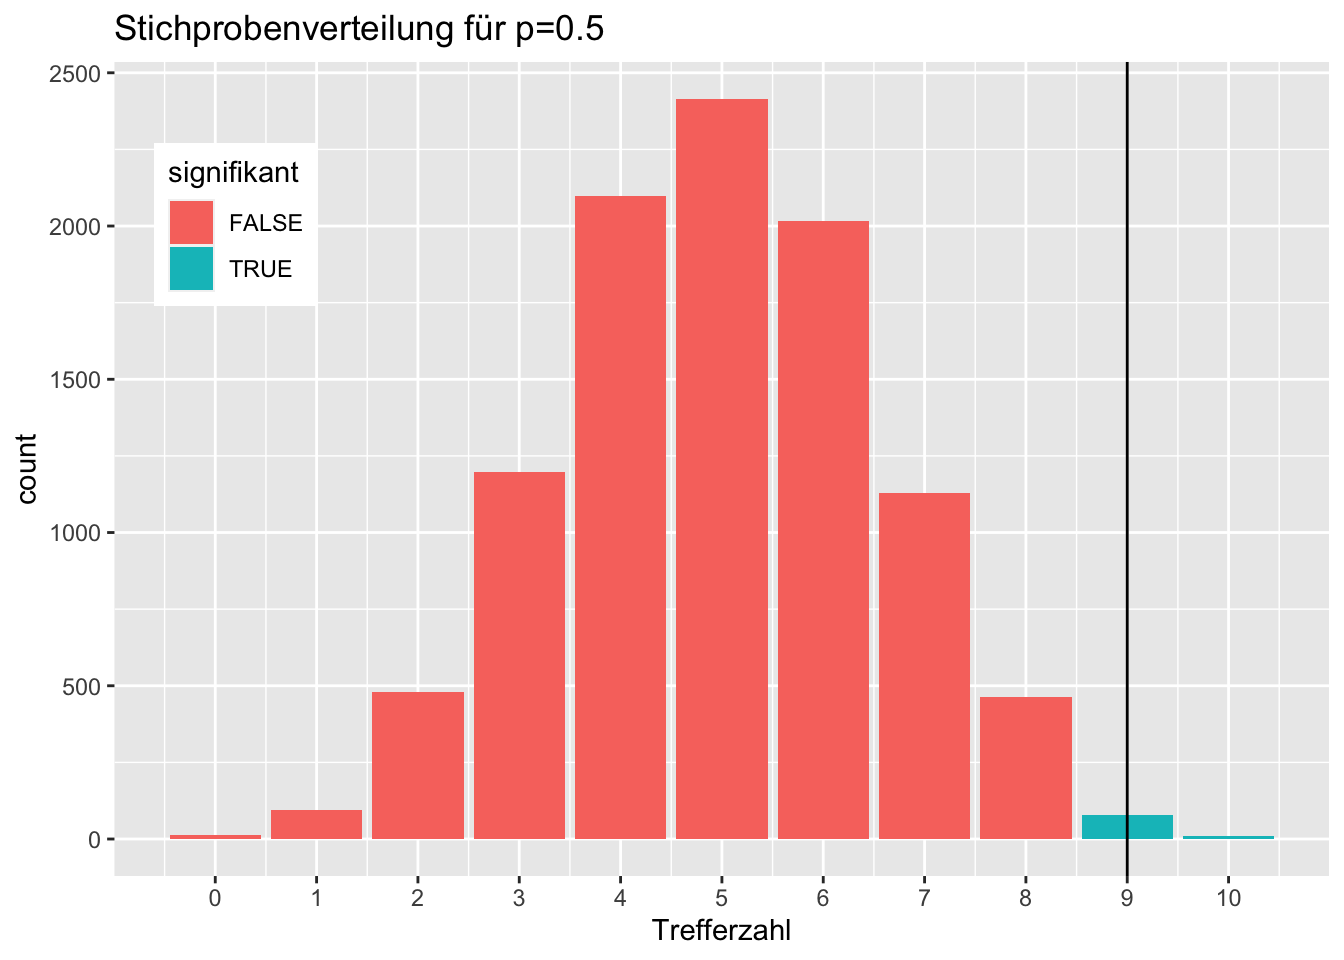 Stichprobenverteilung für p=0.5
2500
2000
1500
1000
500
0
count
signifikant
FALSE
TRUE
0 1 2 3 4 5 6 7 8 9 10
Trefferzahl